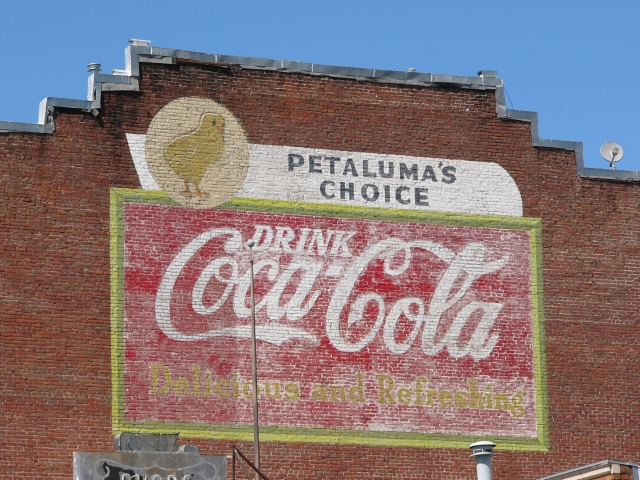 PETALUMA'S
CHOICE
DRINK
Coca-Cola
Delicious and Refreshing